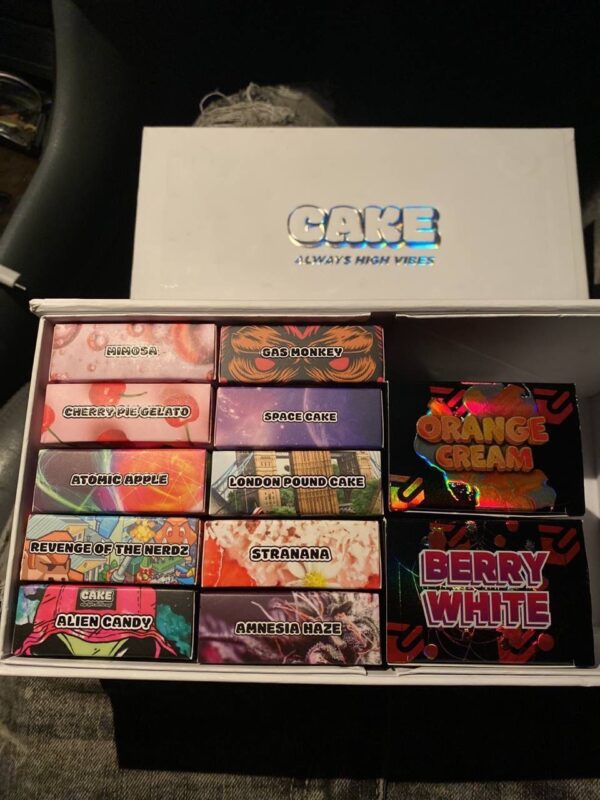 CAKE
ALWAYS HIGH VIBES
MIMOSA
GAS MONKEY
CHERRY PIE GELATO
SPACE CAKE
ATOMIC APPLE
LONDON POUND CAKE
REVENGE OF THE NERDZ
STRANANA
CAKE
ALIEN CANDY
AMNESIA HAZE
ORANGE
CREAM
BERRY
WHITE